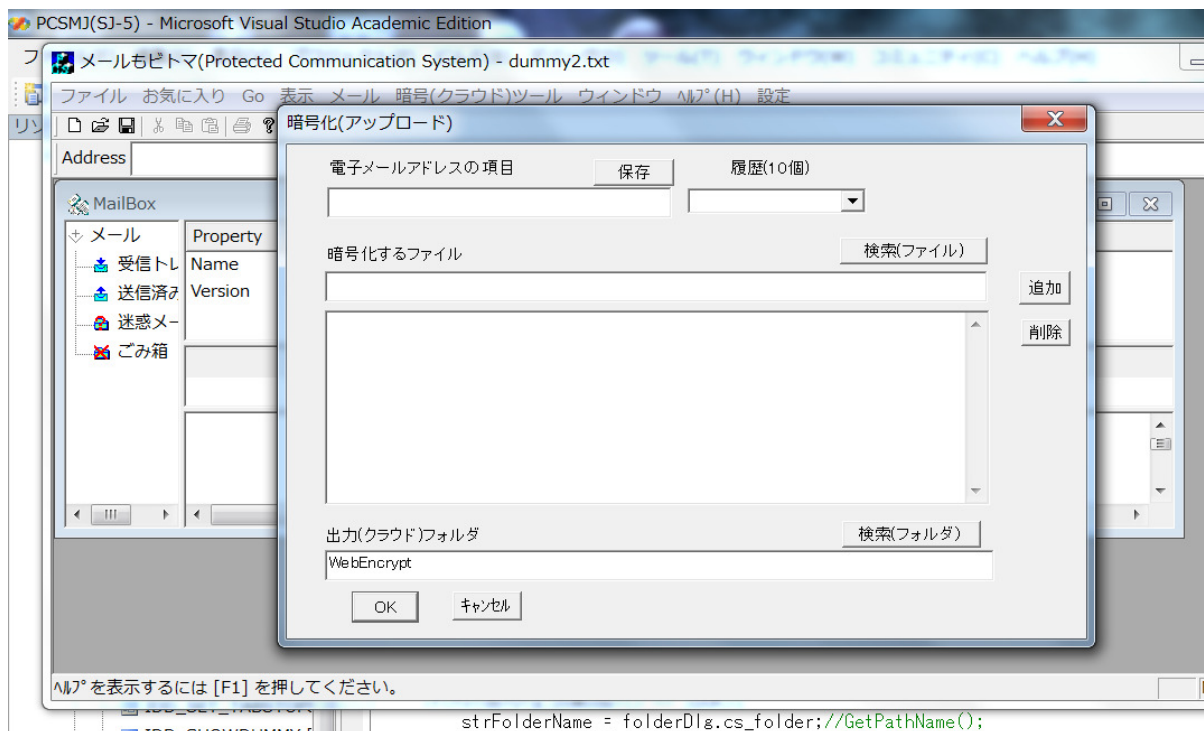 PCSMJ(SJ-5) - Microsoft Visual Studio Academic Edition
メールもビトマ(Protected Communication System) - dummy2.txt
ファイル お気に入り Go 表示 メール 暗号(クラウド)ツール ウィンドウ ﾍﾙﾌﾟ(H) 設定
暗号化(アップロード)
Address
電子メールアドレスの項目
保存
履歴(10個)
MailBox
メール
Property
受信トレ
Name
送信済み
Version
迷惑メー
ごみ箱
暗号化するファイル
検索(ファイル)
追加
削除
出力(クラウド)フォルダ
検索(フォルダ)
WebEncrypt
OK
ｷｬﾝｾﾙ
ﾍﾙﾌﾟを表示するには [F1] を押してください。
strFolderName = folderDlg.cs_folder;//GetPathName();